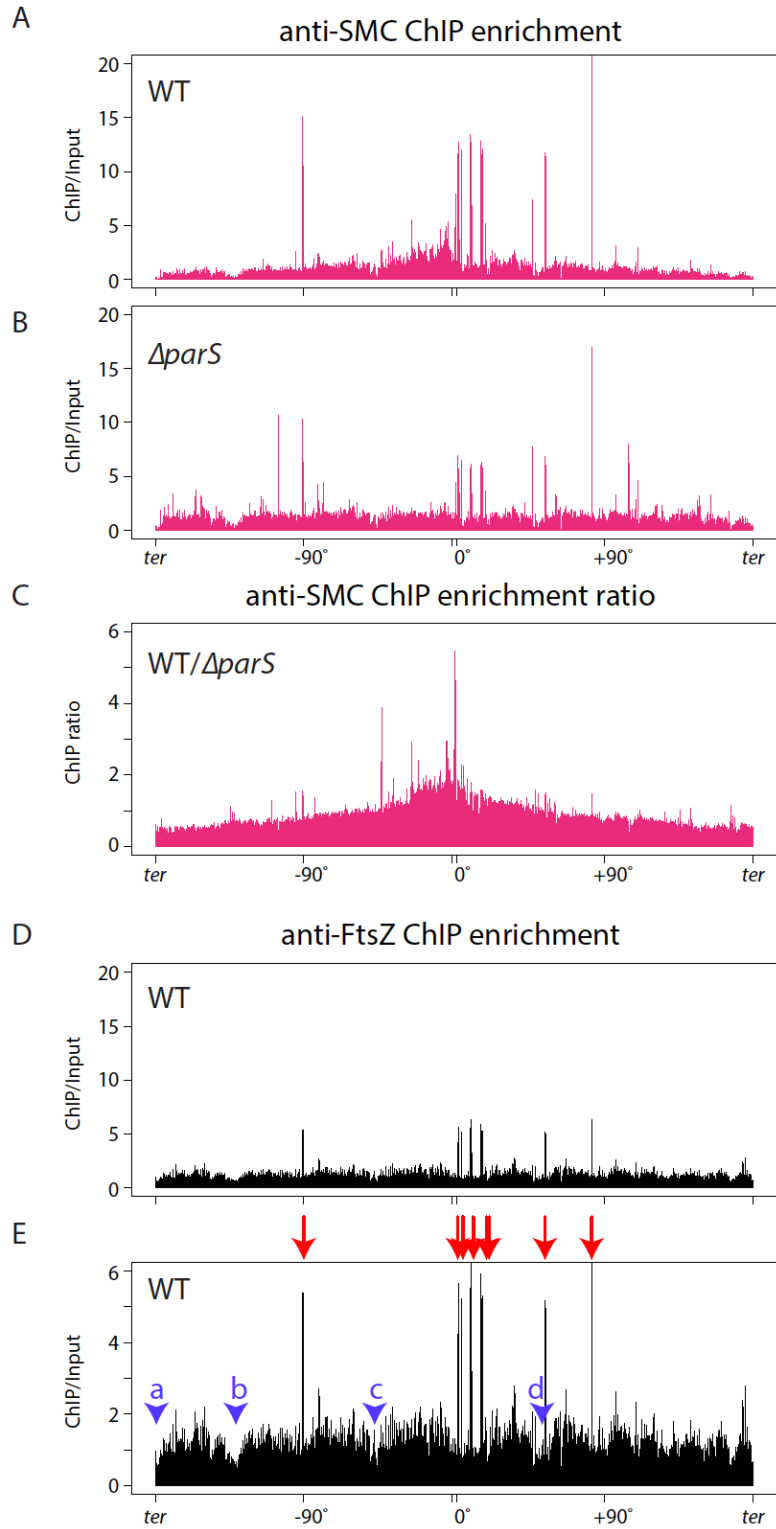 A
anti-SMC ChIP enrichment
WT
ChIP/Input
20
15
10
5
0
B
ΔparS
ChIP/Input
20
15
10
5
0
ter -90˚ 0˚ +90˚ ter
C
anti-SMC ChIP enrichment ratio
WT/ΔparS
ChIP ratio
6
4
2
0
ter -90˚ 0˚ +90˚ ter
D
anti-FtsZ ChIP enrichment
WT
ChIP/Input
20
15
10
5
0
E
WT
ChIP/Input
6
4
2
0
a b c d
ter -90˚ 0˚ +90˚ ter